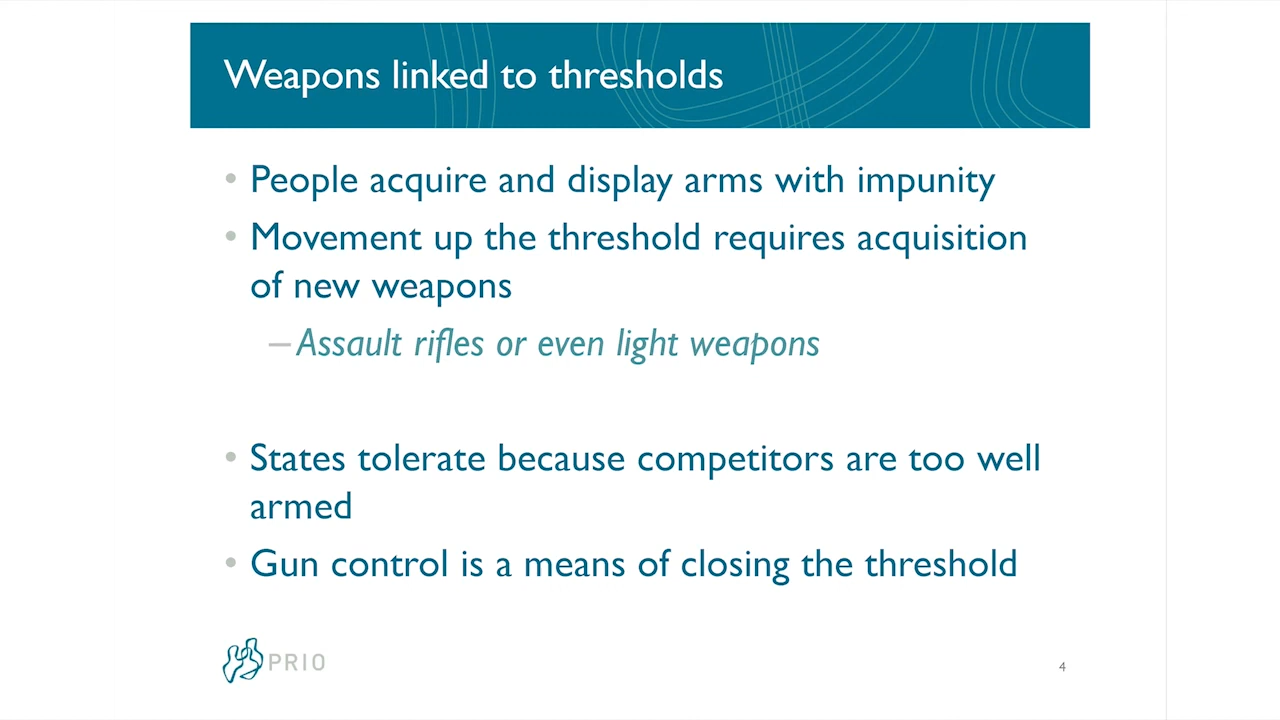 Weapons linked to thresholds
• People acquire and display arms with impunity
• Movement up the threshold requires acquisition
of new weapons
– Assault rifles or even light weapons
• States tolerate because competitors are too well
armed
• Gun control is a means of closing the threshold
PRIO
4